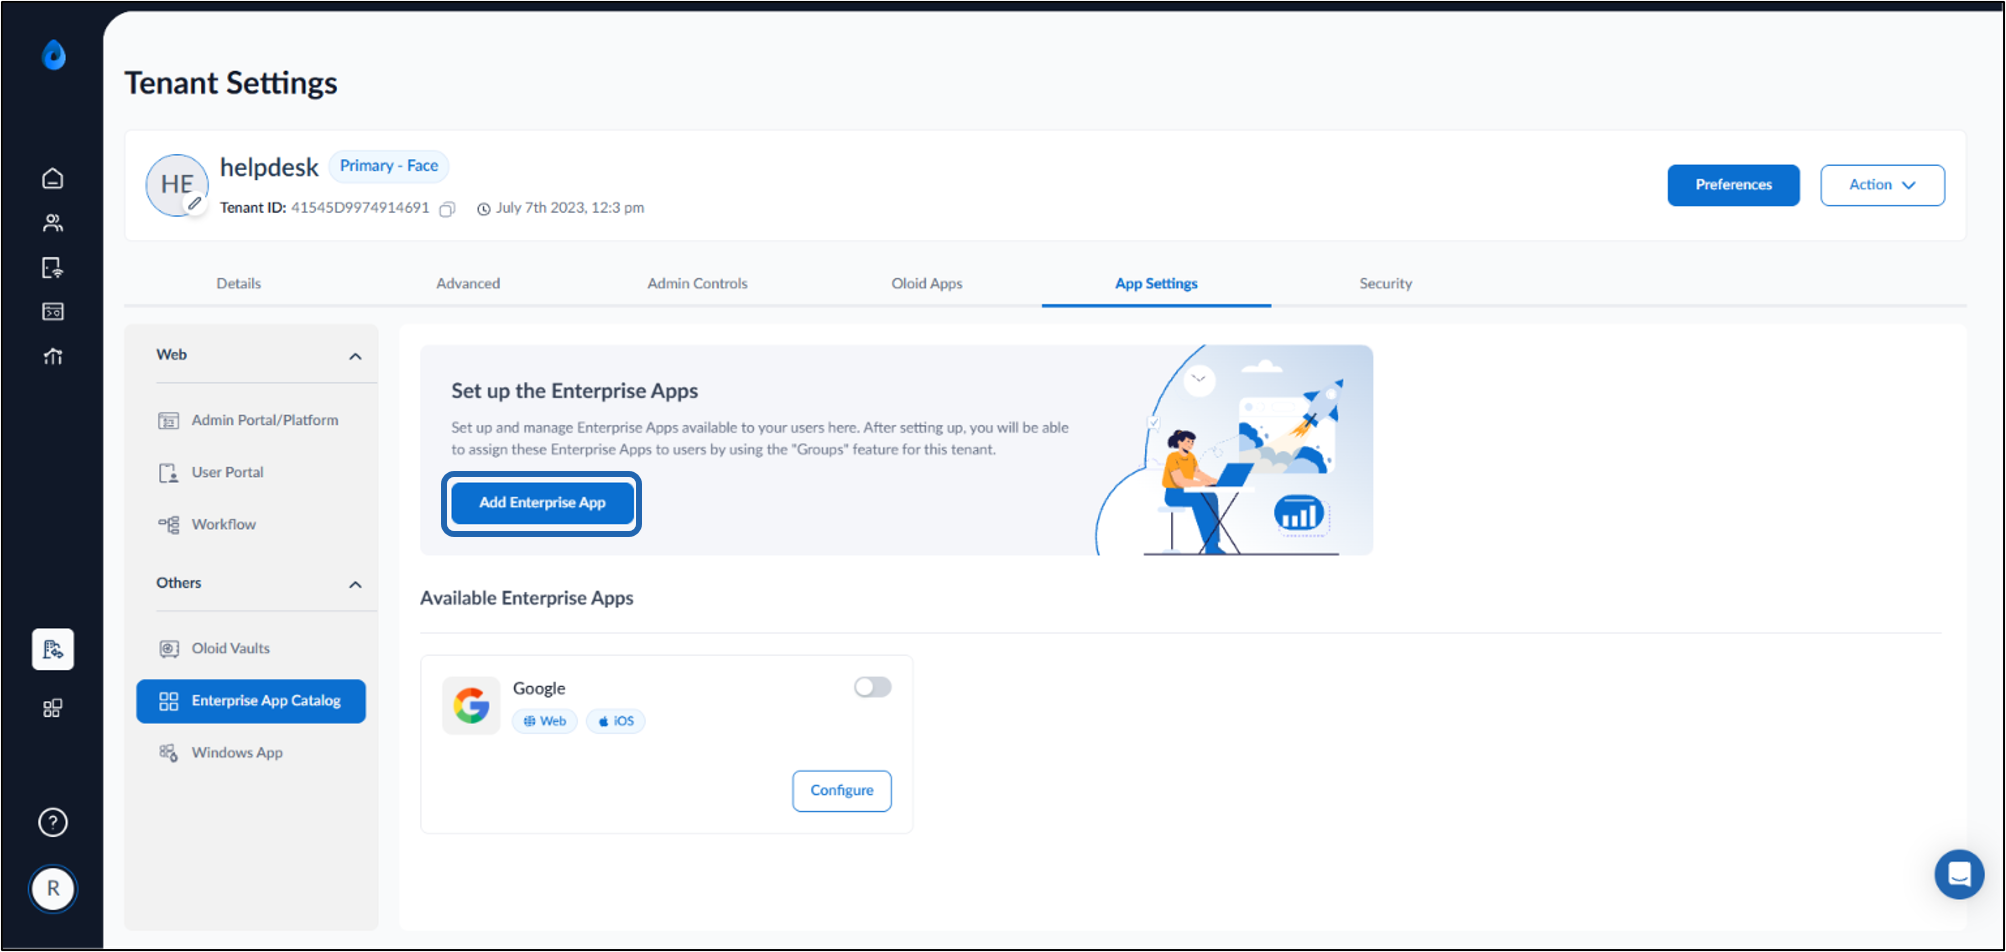 Tenant Settings
HE
helpdesk Primary - Face
Tenant ID: 41545D9974914691 July 7th 2023, 12:3 pm
Preferences Action
Details Advanced Admin Controls Oloid Apps App Settings Security
Web
Admin Portal/Platform
User Portal
Workflow
Others
Oloid Vaults
Enterprise App Catalog
Windows App
Set up the Enterprise Apps
Set up and manage Enterprise Apps available to your users here. After setting up, you will be able
to assign these Enterprise Apps to users by using the "Groups" feature for this tenant.
Add Enterprise App
Available Enterprise Apps
Google
Web iOS
Configure
?
R